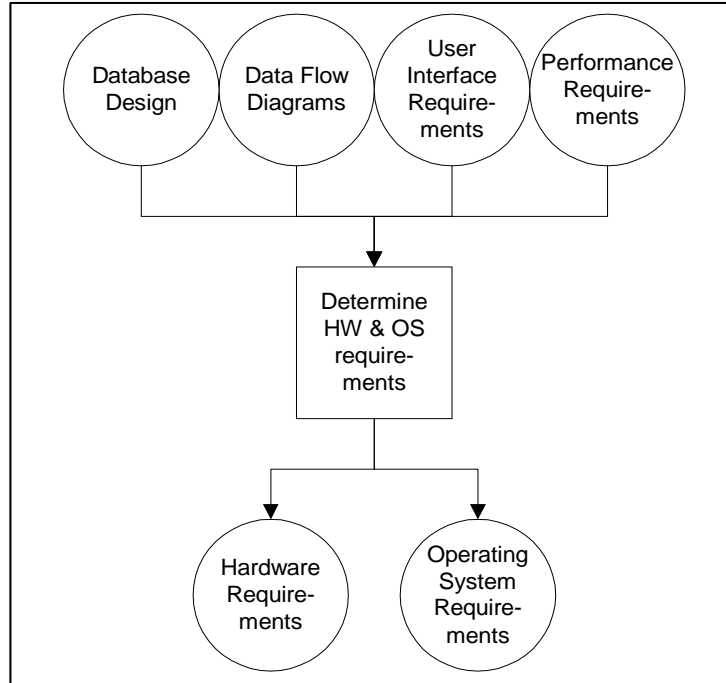 Database
Design
Data Flow
Diagrams
User
Interface
Require-
ments
Performance
Require-
ments
Determine
HW & OS
require-
ments
Hardware
Require-
ments
Operating
System
Require-
ments